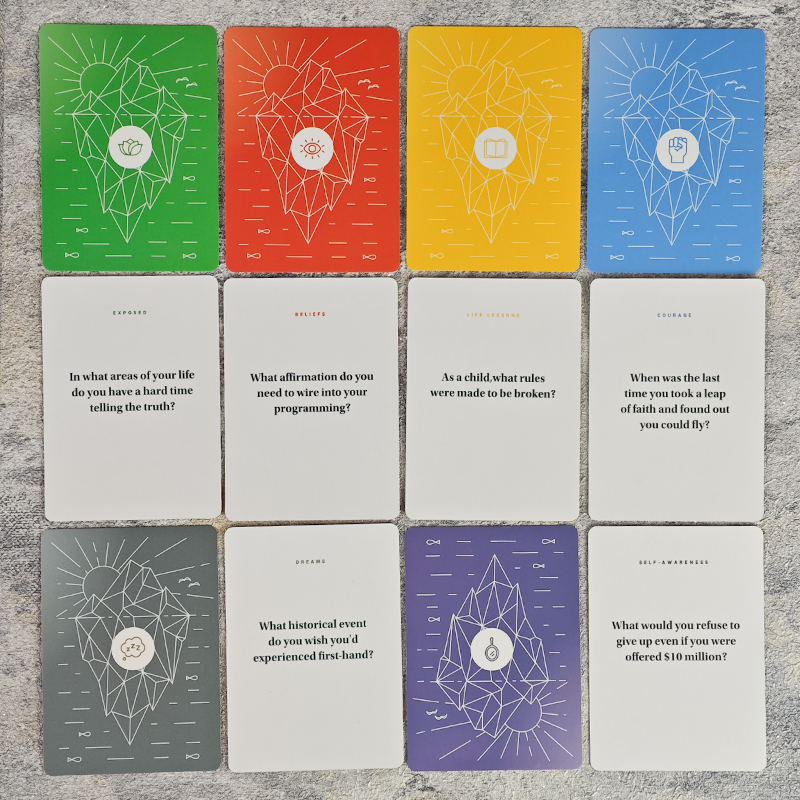 EXPOSED
In what areas of your life
do you have a hard time
telling the truth?
BELIEFS
What affirmation do you
need to wire into your
programming?
LIFE LESSONS
As a child,what rules
were made to be broken?
COURAGE
When was the last
time you took a leap
of faith and found out
you could fly?
zzz
DREAMS
What historical event
do you wish you'd
experienced first-hand?
SELF-AWARENESS
What would you refuse to
give up even if you were
offered $10 million?